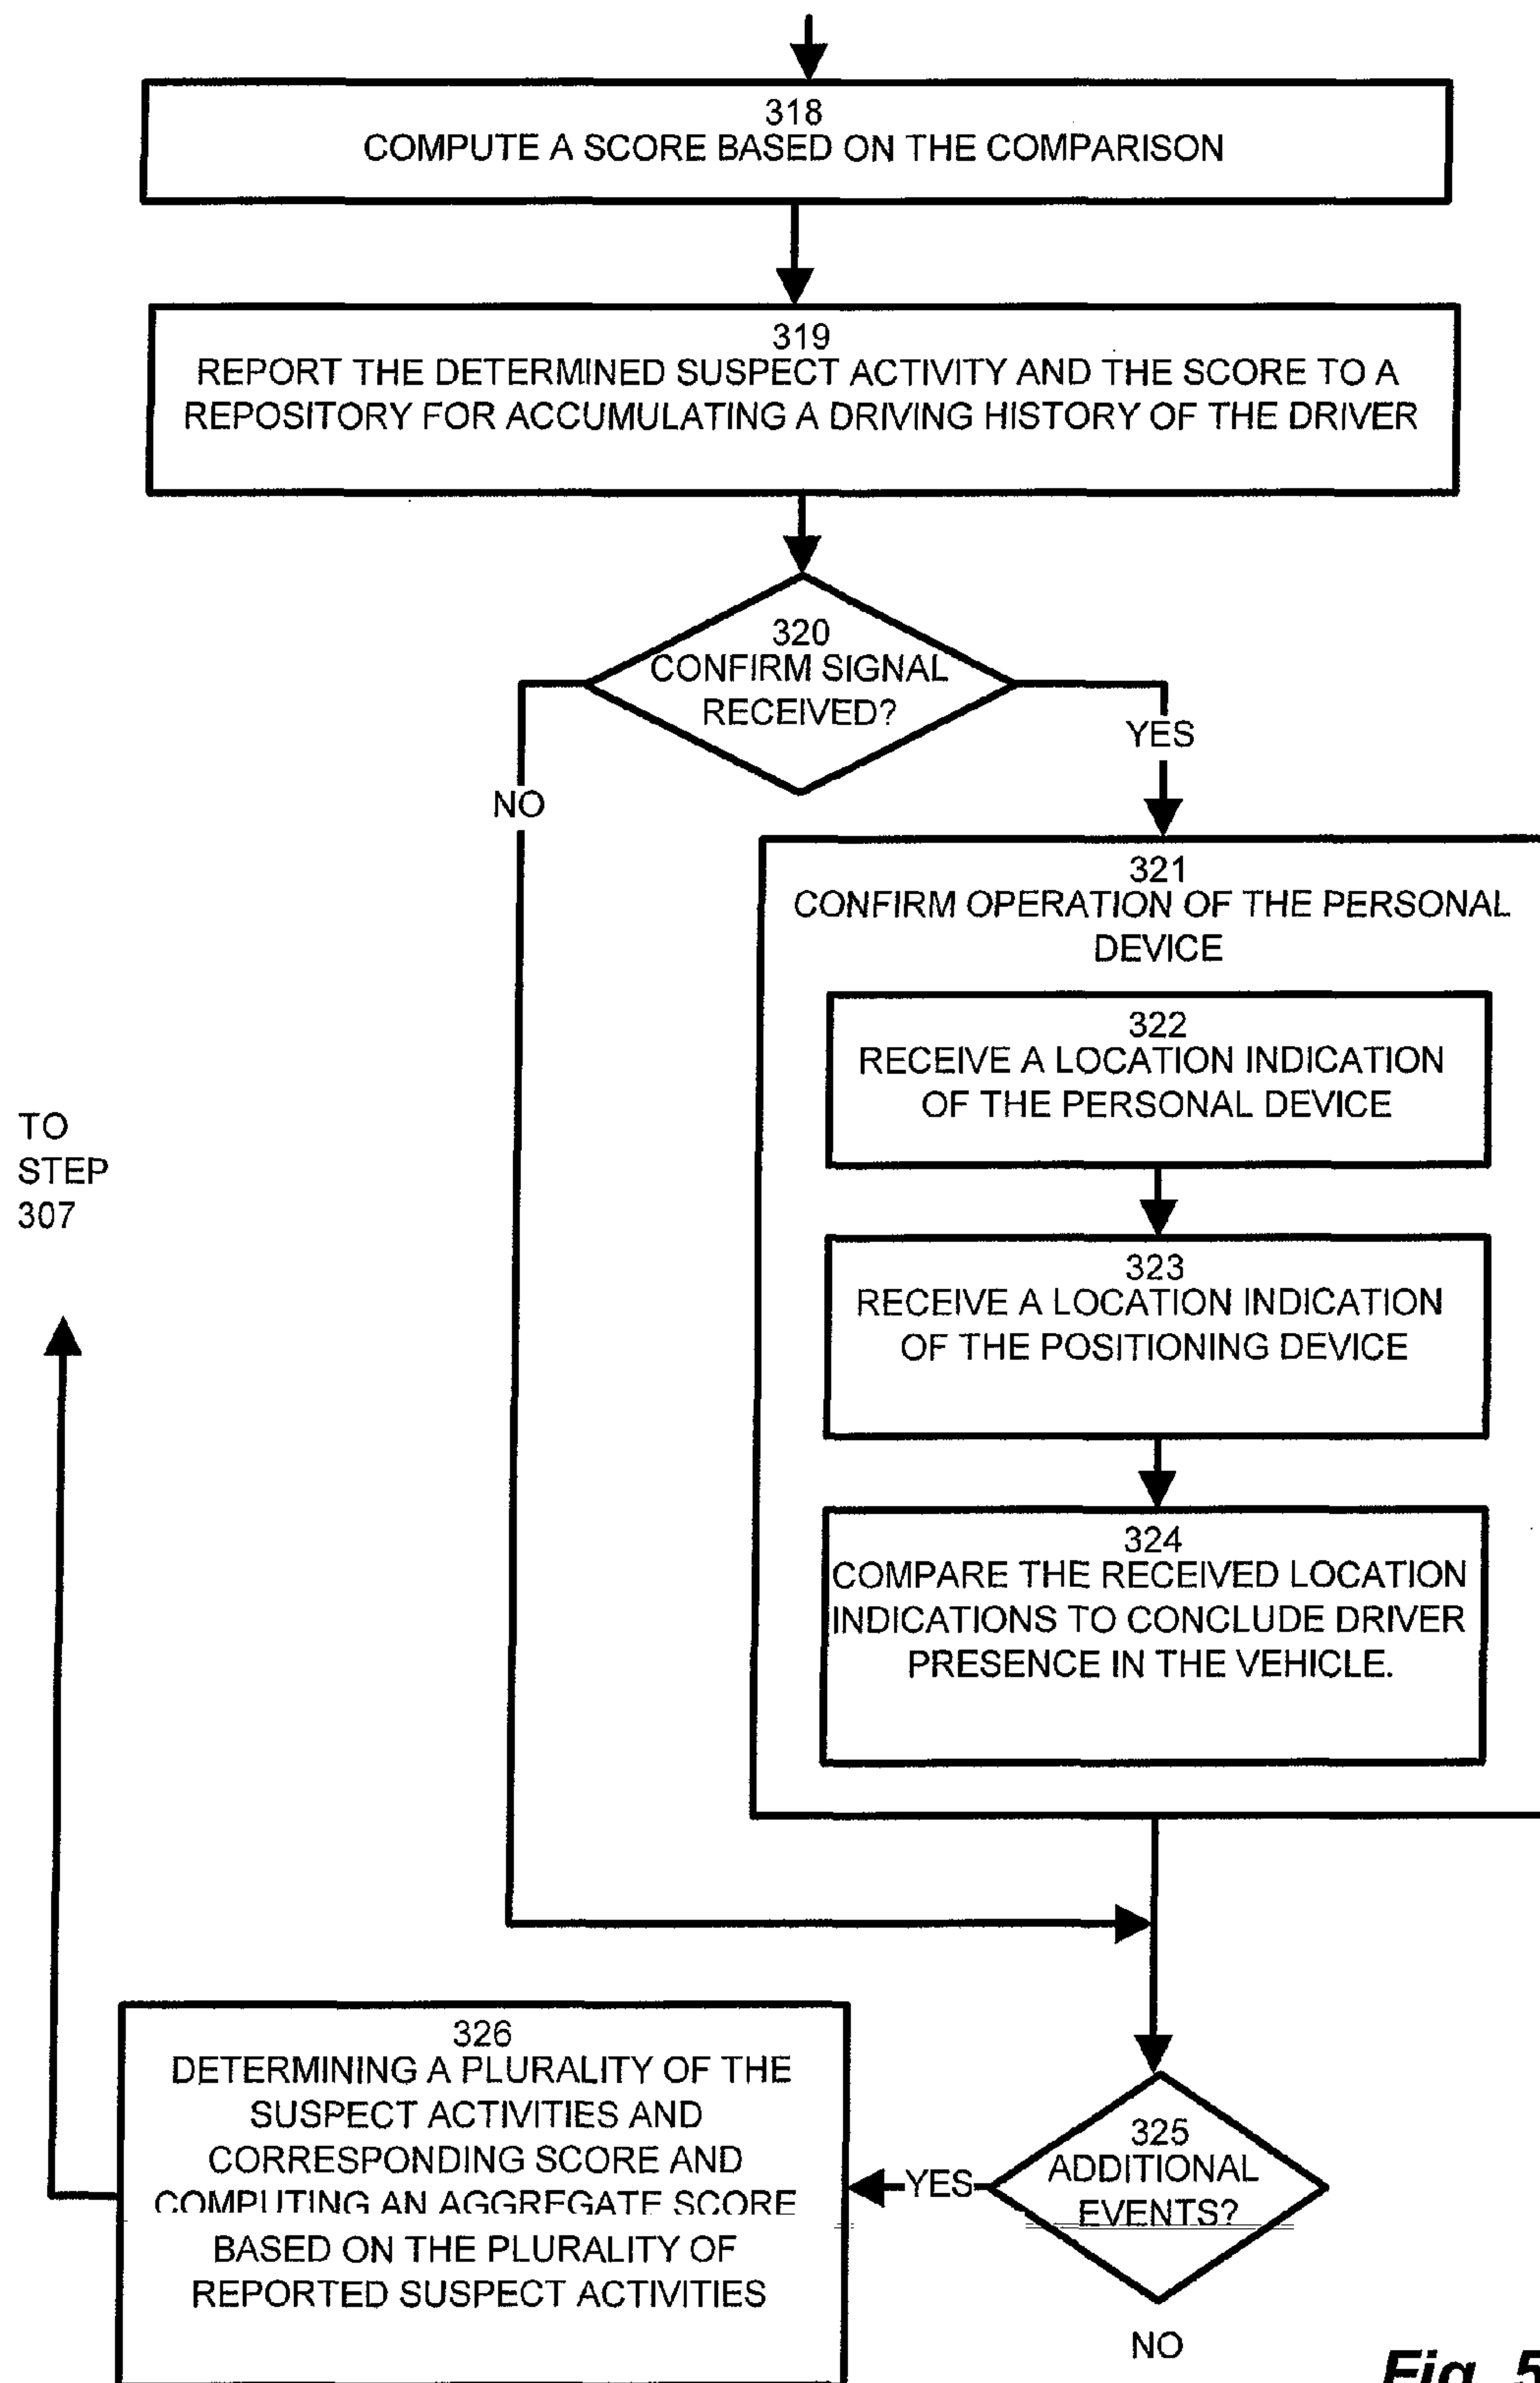 318
COMPUTE A SCORE BASED ON THE COMPARISON
319
REPORT THE DETERMINED SUSPECT ACTIVITY AND THE SCORE TO A
REPOSITORY FOR ACCUMULATING A DRIVING HISTORY OF THE DRIVER
320
CONFIRM SIGNAL
RECEIVED?
YES
NO
321
CONFIRM OPERATION OF THE PERSONAL
DEVICE
322
RECEIVE A LOCATION INDICATION
OF THE PERSONAL DEVICE
TO
STEP
307
323
RECEIVE A LOCATION INDICATION
OF THE POSITIONING DEVICE
324
COMPARE THE RECEIVED LOCATION
INDICATIONS TO CONCLUDE DRIVER
PRESENCE IN THE VEHICLE.
326
DETERMINING A PLURALITY OF THE
SUSPECT ACTIVITIES AND
CORRESPONDING SCORE AND
COMPUTING AN AGGREGATE SCORE
BASED ON THE PLURALITY OF
REPORTED SUSPECT ACTIVITIES
YES
325
ADDITIONAL
EVENTS?
NO
Fig. 5